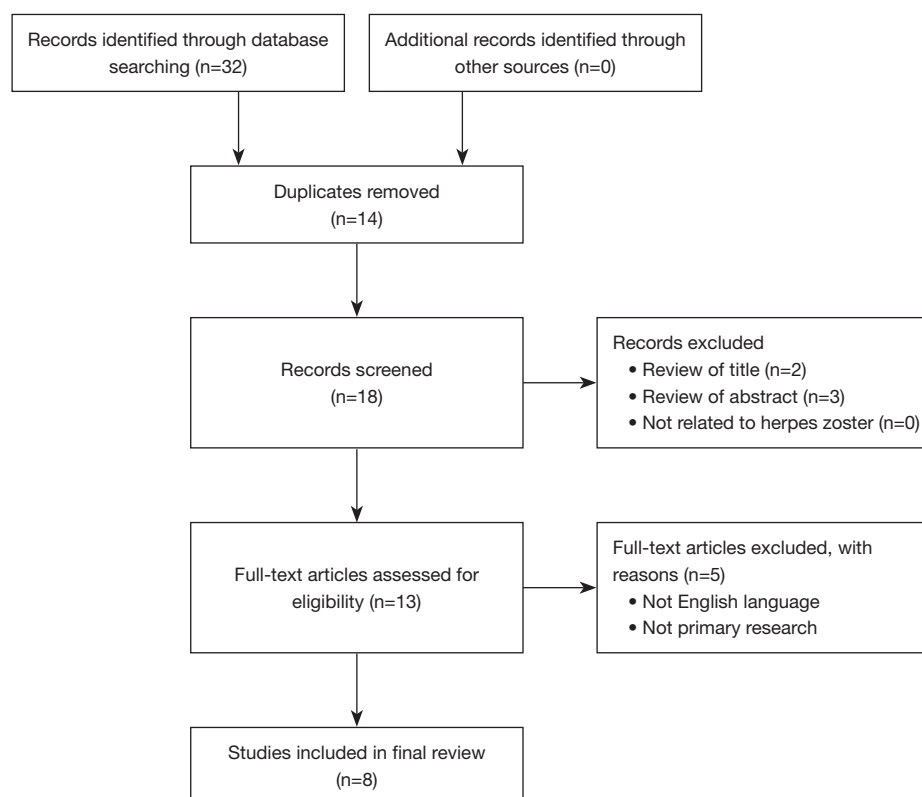 Records identified through database
searching (n=32)
Additional records identified through
other sources (n=0)
Duplicates removed
(n=14)
Records screened
(n=18)
Records excluded
• Review of title (n=2)
• Review of abstract (n=3)
• Not related to herpes zoster (n=0)
Full-text articles assessed for
eligibility (n=13)
Full-text articles excluded, with
reasons (n=5)
• Not English language
• Not primary research
Studies included in final review
(n=8)